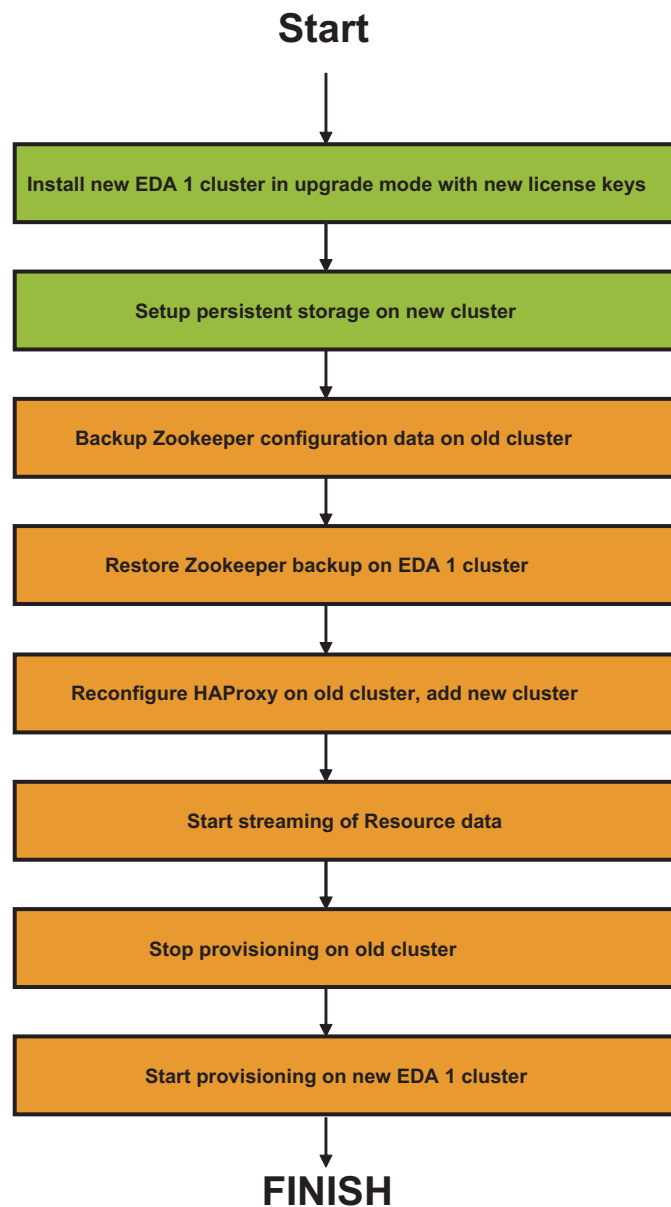 Start
Install new EDA 1 cluster in upgrade mode with new license keys
Setup persistent storage on new cluster
Backup Zookeeper configuration data on old cluster
Restore Zookeeper backup on EDA 1 cluster
Reconfigure HAProxy on old cluster, add new cluster
Start streaming of Resource data
Stop provisioning on old cluster
Start provisioning on new EDA 1 cluster
FINISH